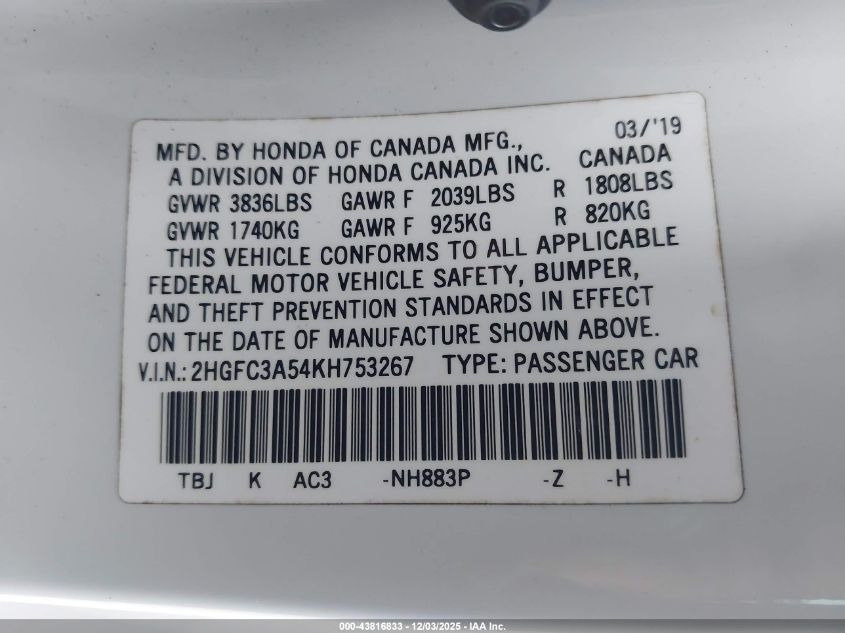 03/'19
MFD. BY HONDA OF CANADA MFG.,
A DIVISION OF HONDA CANADA INC. CANADA
GVWR 3836LBS GAWR F 2039LBS R 1808LBS
GVWR 1740KG GAWR F 925KG R 820KG
THIS VEHICLE CONFORMS TO ALL APPLICABLE
FEDERAL MOTOR VEHICLE SAFETY, BUMPER,
AND THEFT PREVENTION STANDARDS IN EFFECT
ON THE DATE OF MANUFACTURE SHOWN ABOVE.
V.I.N.: 2HGFC3A54KH753267 TYPE: PASSENGER CAR
TBJ K AC3 -NH883P -Z -H
000-43816833 - 12/03/2025 - IAA Inc.